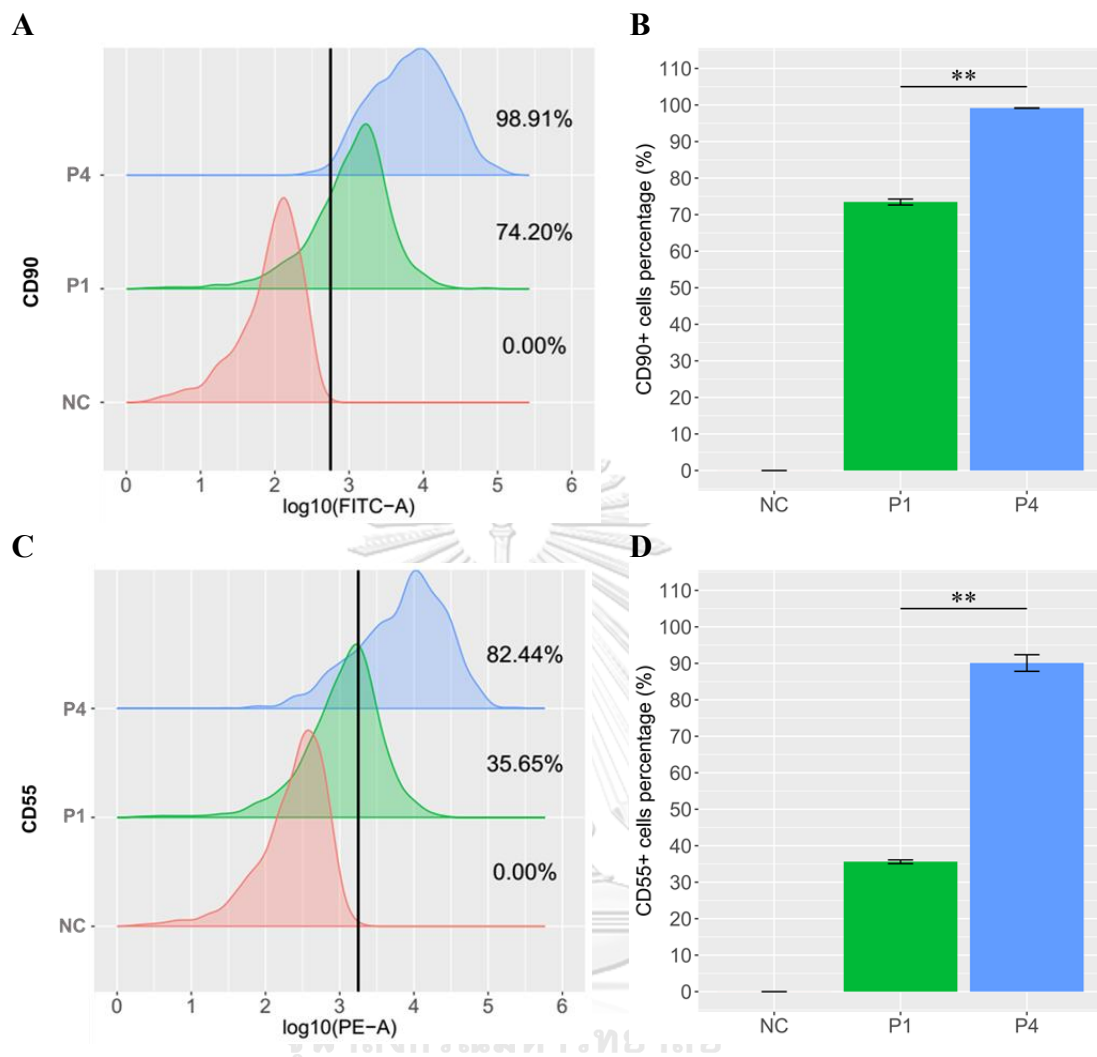 A
CD90
P4
98.91%
P1
74.20%
NC
0.00%
0 1 2 3 4 5 6
log10(FITC−A)
B
CD90+ cells percentage (%)
110
100
90
80
70
60
50
40
30
20
10
0
**
NC P1 P4
C
CD55
P4
82.44%
P1
35.65%
NC
0.00%
0 1 2 3 4 5 6
log10(PE−A)
D
CD55+ cells percentage (%)
110
100
90
80
70
60
50
40
30
20
10
0
**
NC P1 P4